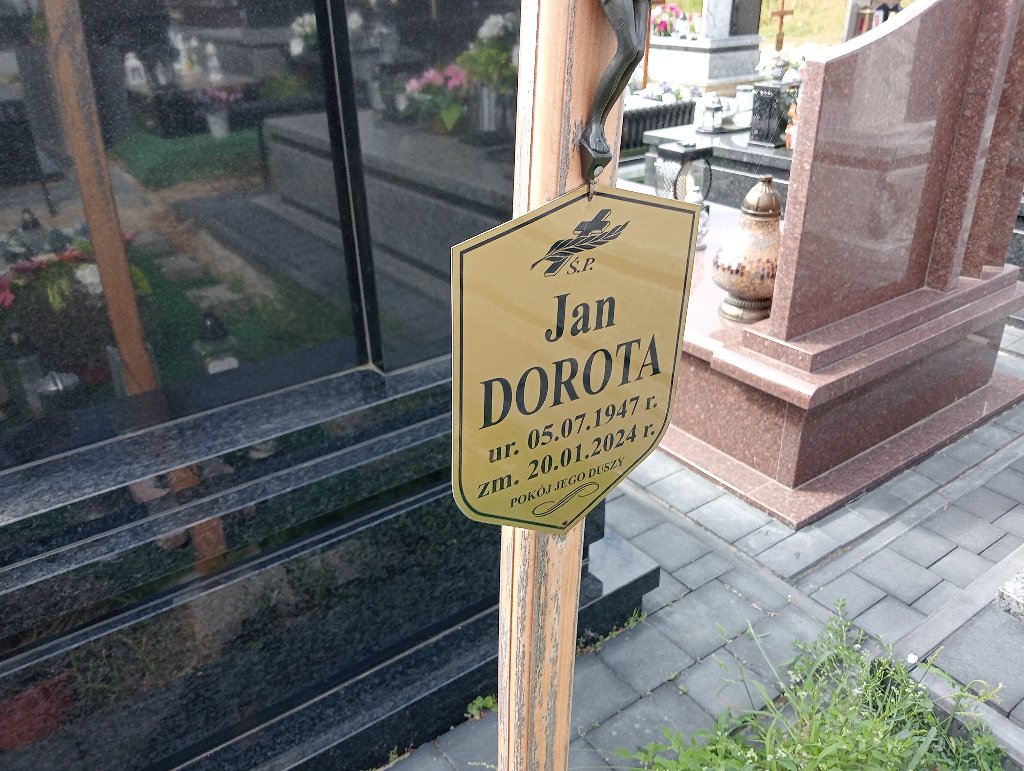 Ś.P.
Jan
DOROTA
ur. 05.07.1947 r.
zm. 20.01.2024 r.
POKÓJ JEGO DUSZY